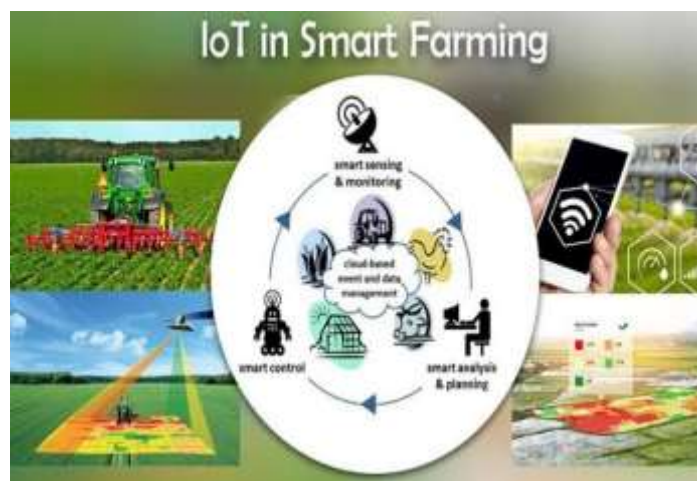 IoT in Smart Farming
smart sensing
& monitoring
cloud-based
event and data
management
smart control
smart analysis
& planning